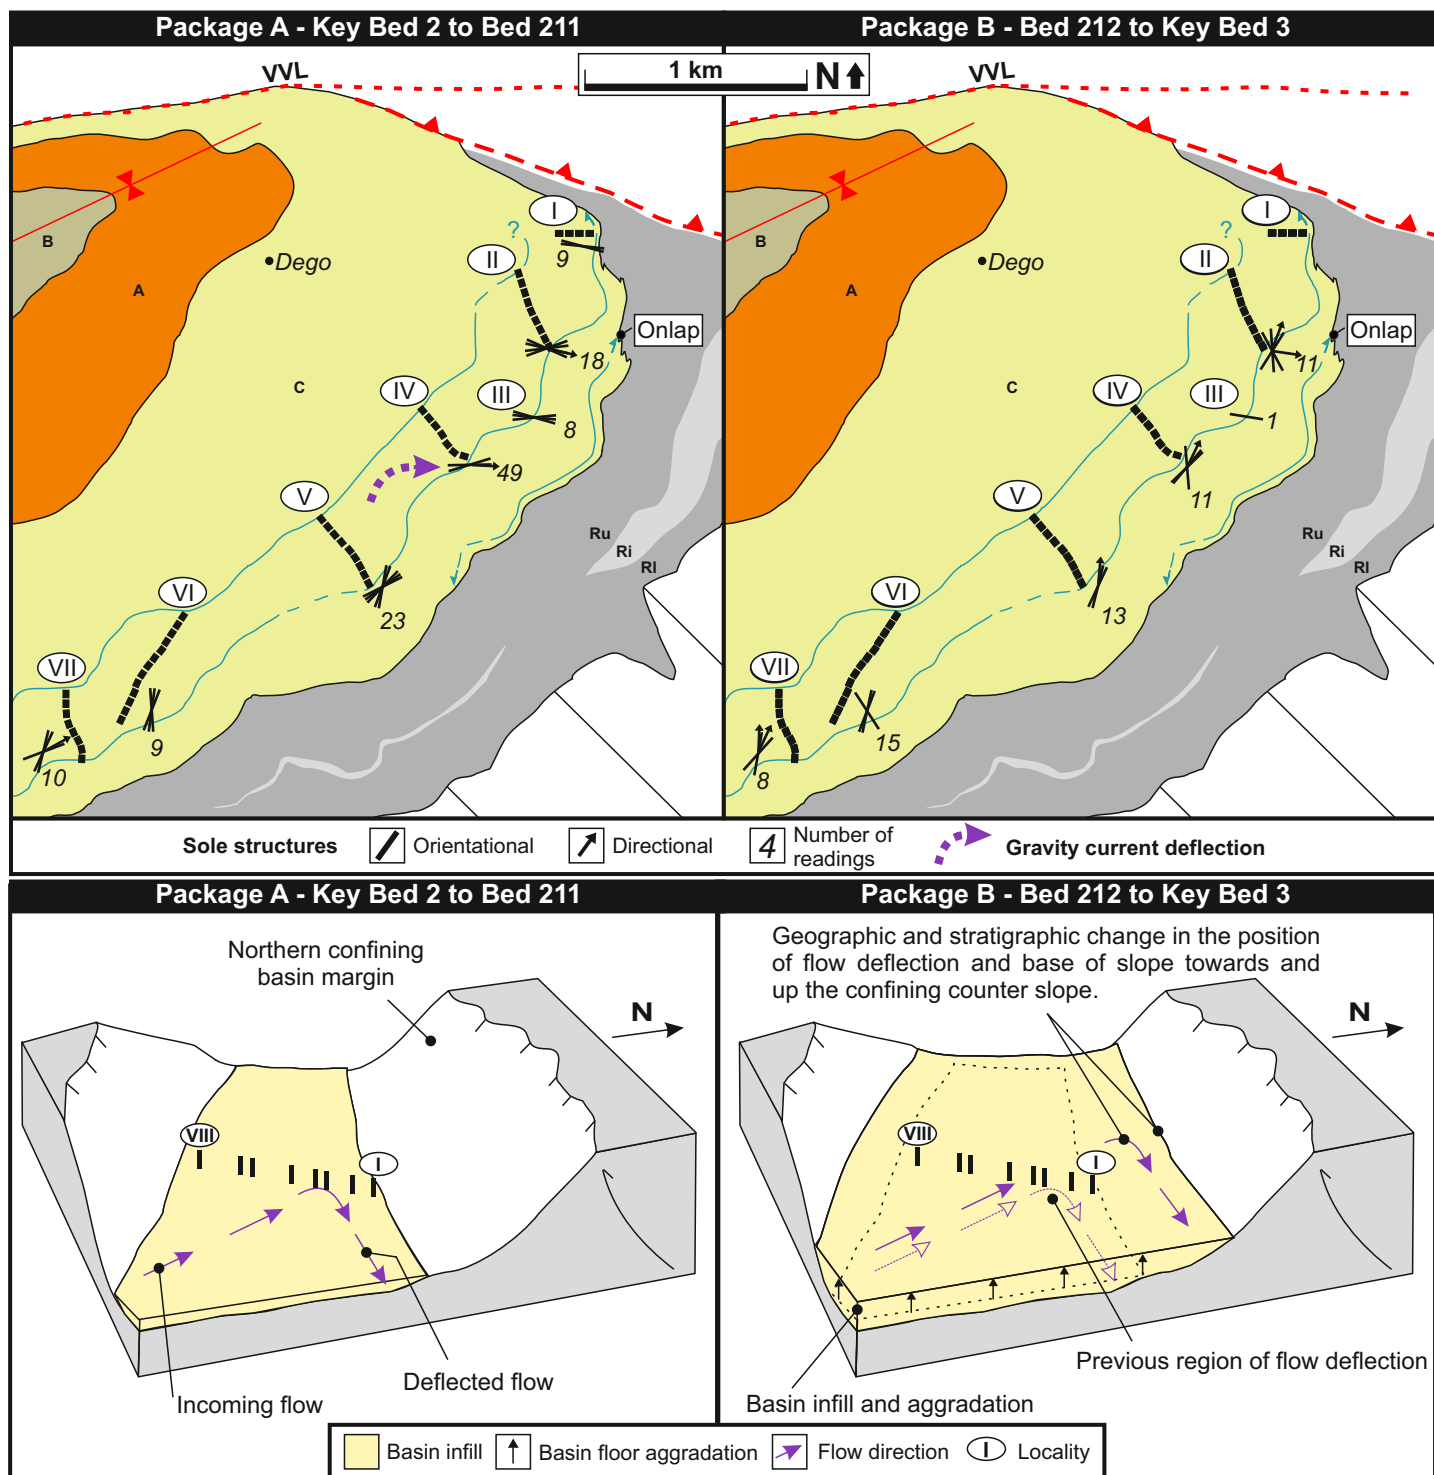 Package A - Key Bed 2 to Bed 211
Package B - Bed 212 to Key Bed 3
1 km
N
VVL
B
A
C
Dego
?
I
9
II
18
Onlap
III
8
IV
49
V
23
VI
9
VII
10
Ru
Ri
Rl
VVL
B
A
C
Dego
?
I
II
11
Onlap
III
1
IV
11
V
13
VI
15
VII
8
Ru
Ri
Rl
Sole structures
Orientational
Directional
4
Number of
readings
Gravity current deflection
Package A - Key Bed 2 to Bed 211
Package B - Bed 212 to Key Bed 3
Northern confining
basin margin
N
VIII
I
Deflected flow
Incoming flow
Geographic and stratigraphic change in the position
of flow deflection and base of slope towards and
up the confining counter slope.
N
VIII
I
Previous region of flow deflection
Basin infill and aggradation
Basin infill
Basin floor aggradation
Flow direction
I
Locality